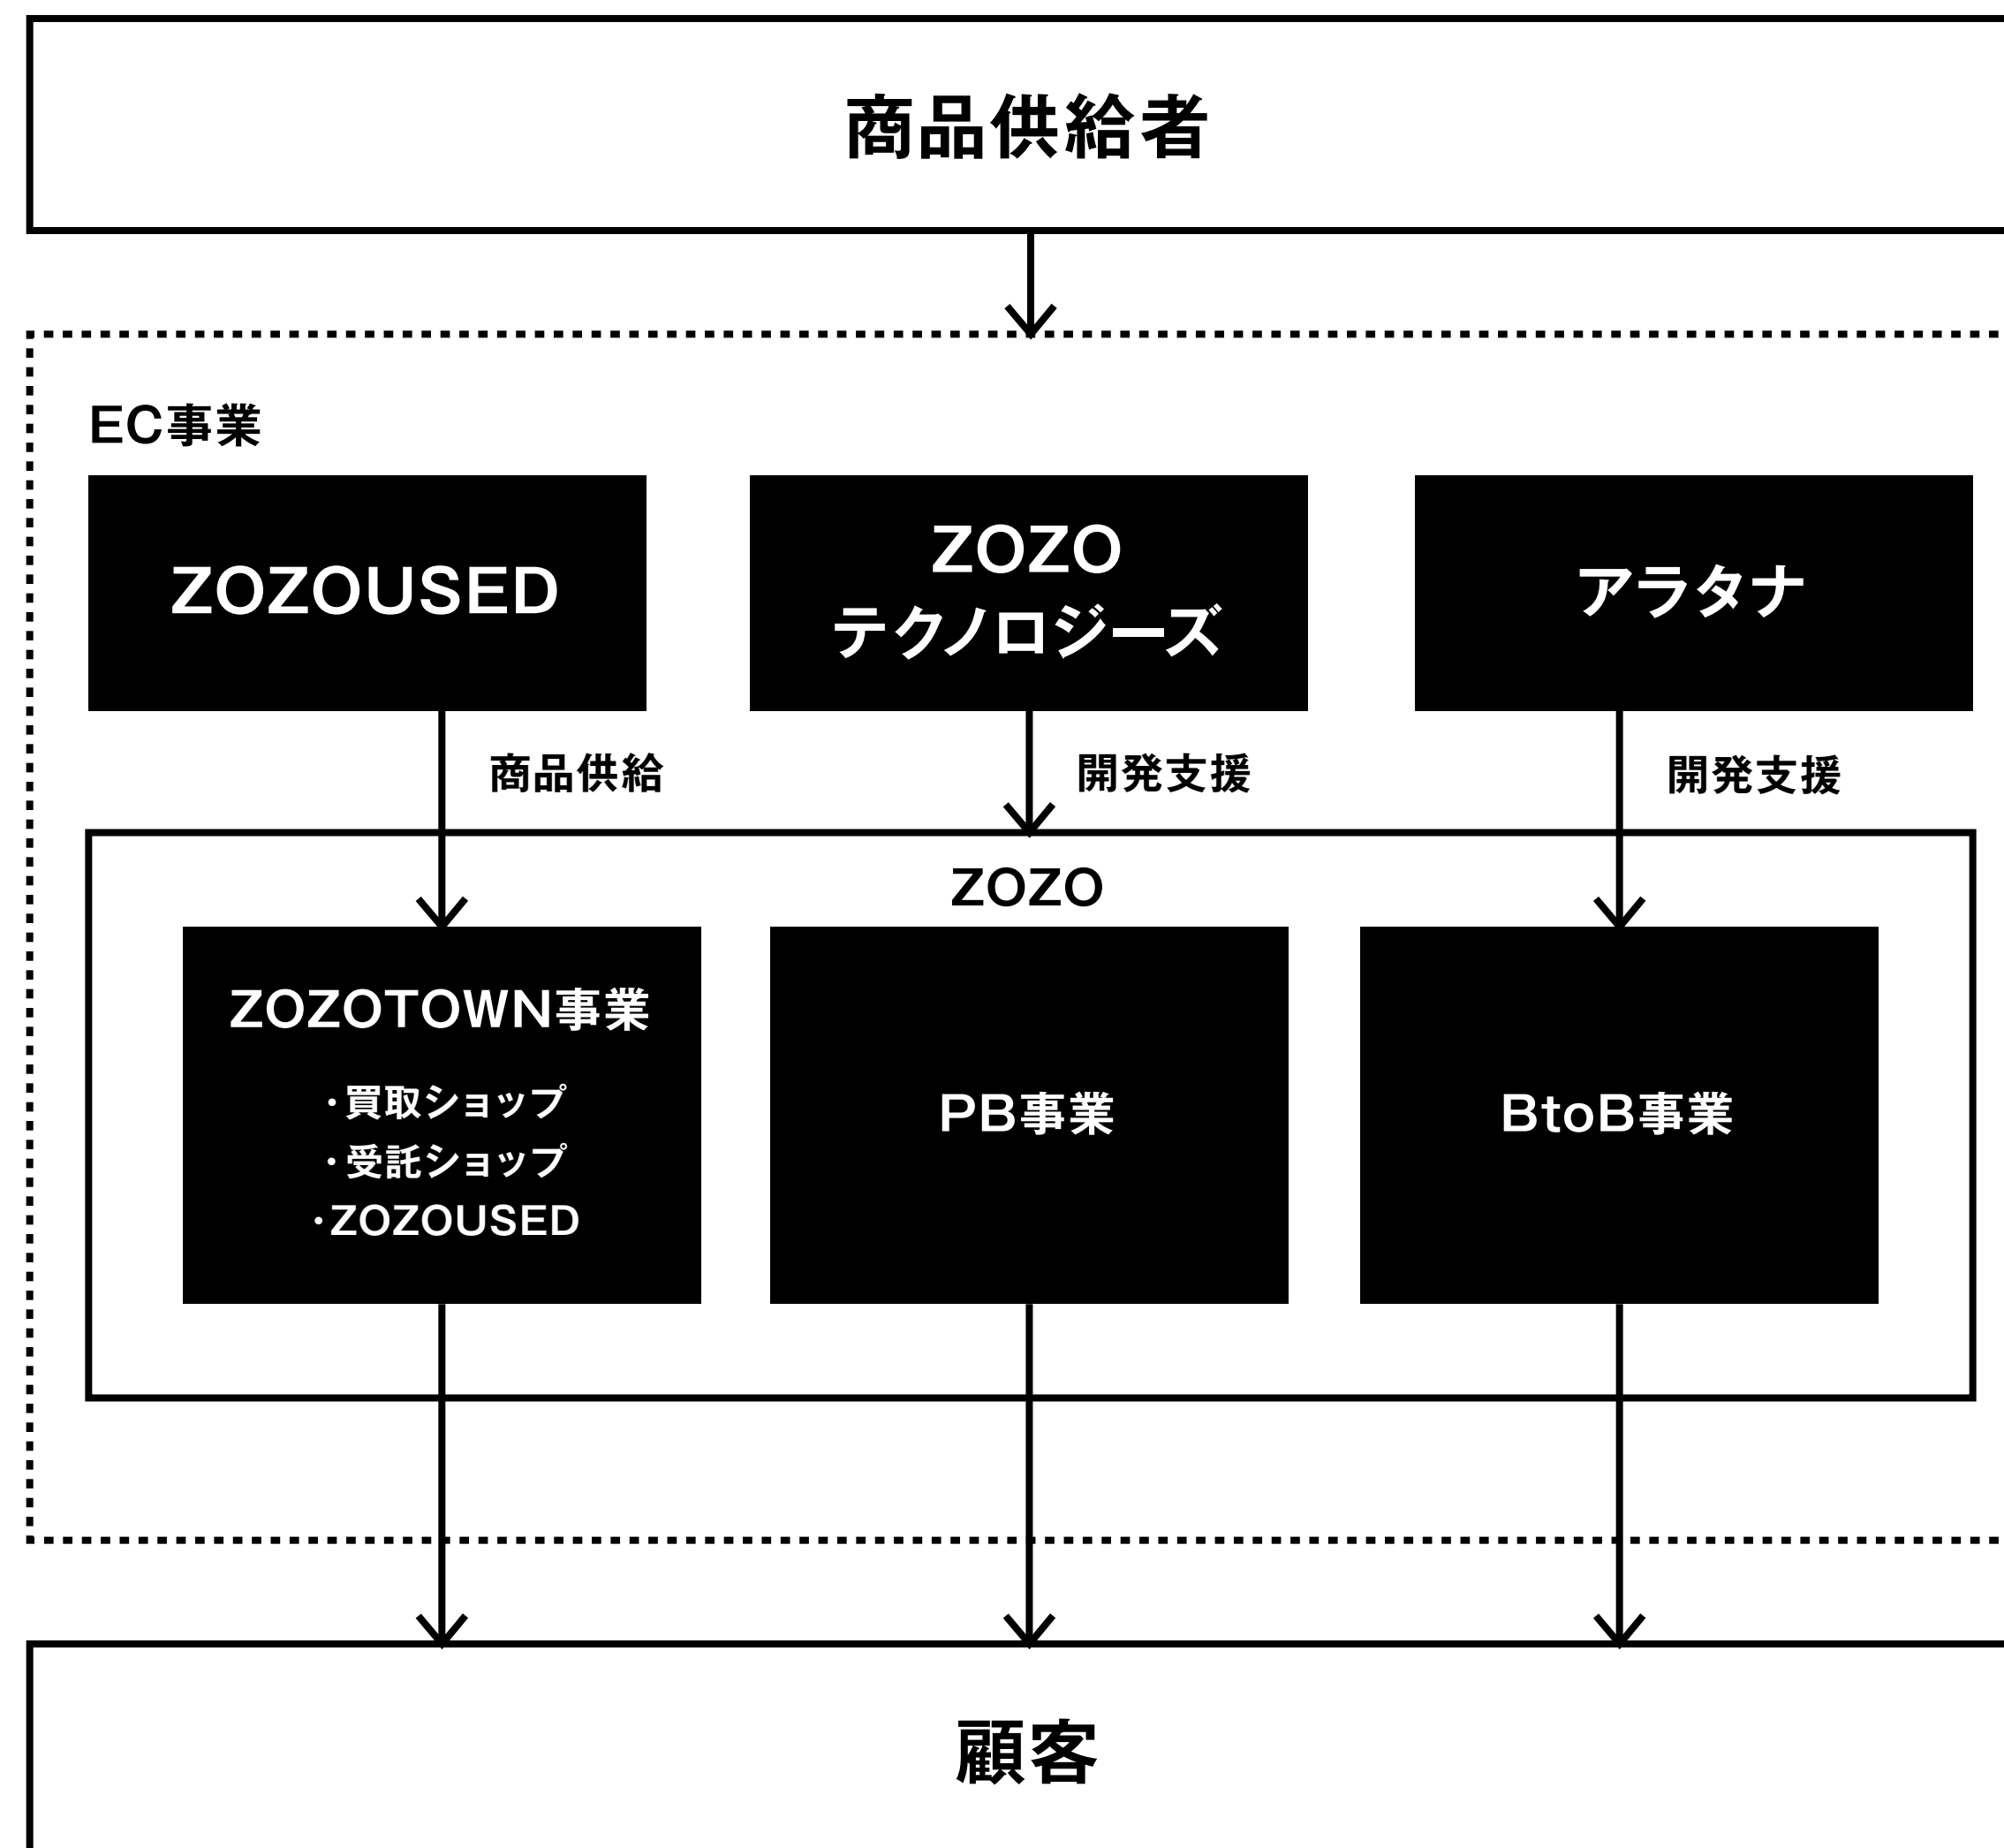 商品供給者
EC事業
ZOZOUSED
ZOZO
テクノロジーズ
アラタナ
商品供給
開発支援
開発支援
ZOZO
ZOZOTOWN事業
・買取ショップ
・受託ショップ
・ZOZOUSED
PB事業
BtoB事業
顧客